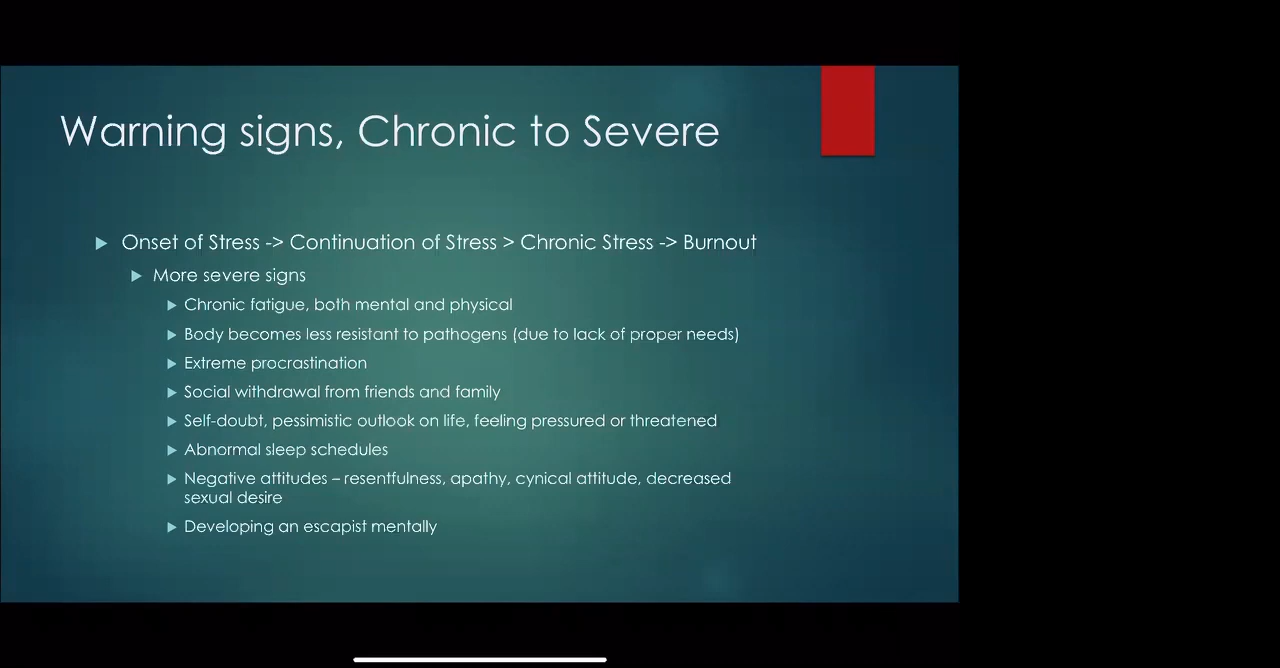 Warning signs, Chronic to Severe
Onset of Stress -> Continuation of Stress > Chronic Stress -> Burnout
More severe signs
Chronic fatigue, both mental and physical
Body becomes less resistant to pathogens (due to lack of proper needs)
Extreme procrastination
Social withdrawal from friends and family
Self-doubt, pessimistic outlook on life, feeling pressured or threatened
Abnormal sleep schedules
Negative attitudes – resentfulness, apathy, cynical attitude, decreased
sexual desire
Developing an escapist mentally